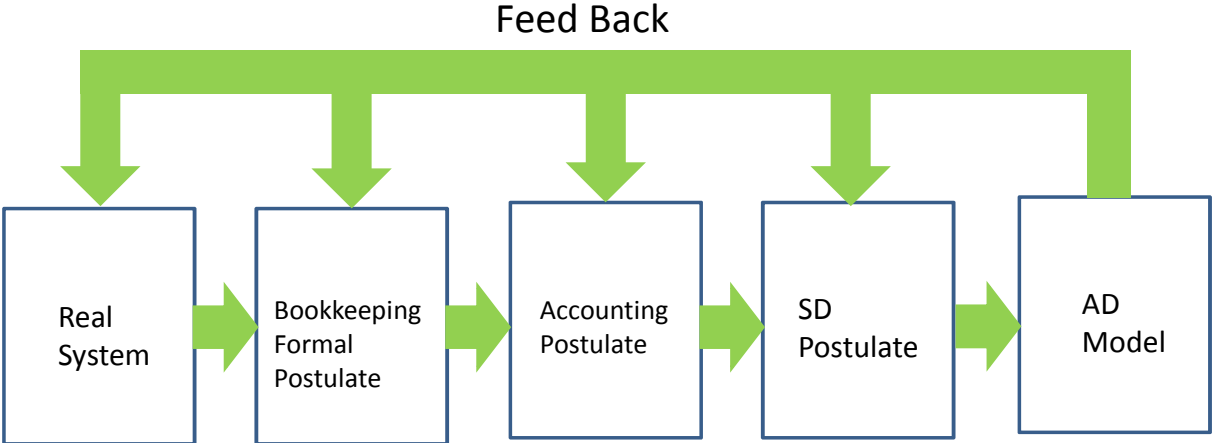 Feed Back
Real
System
Bookkeeping
Formal
Postulate
Accounting
Postulate
SD
Postulate
AD
Model